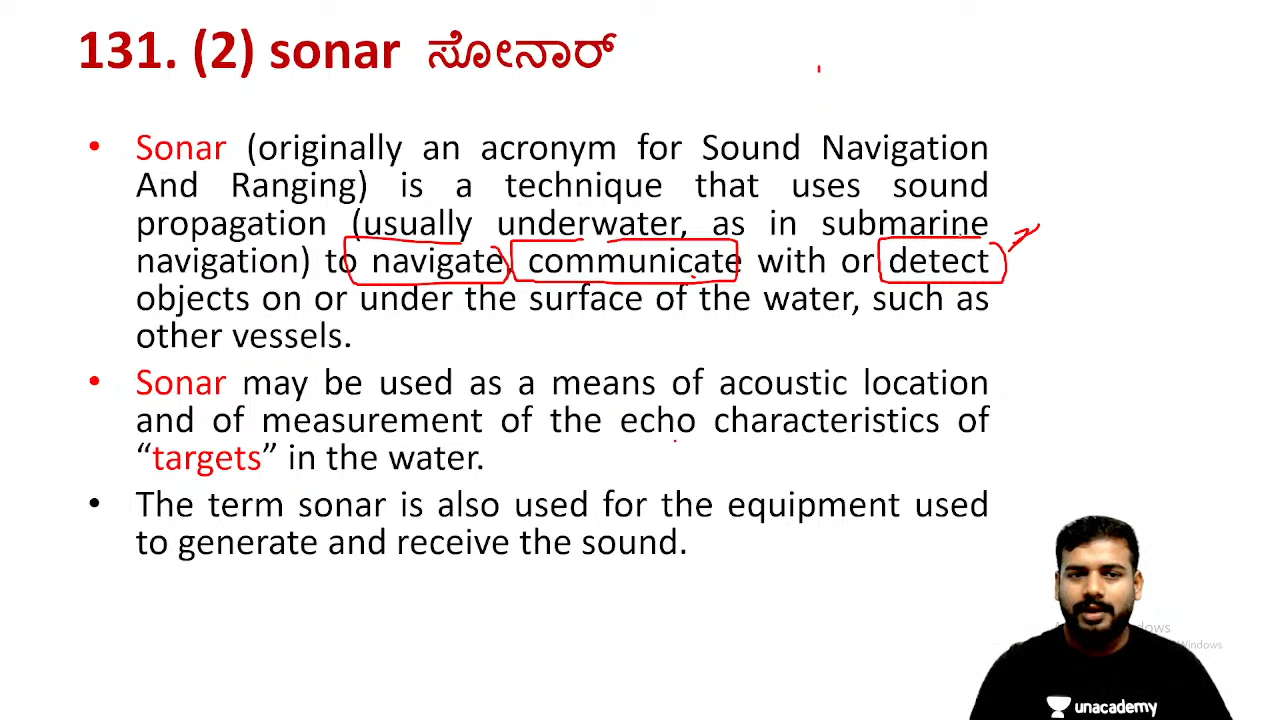 131. (2) sonar ಸೋನಾರ್
• Sonar (originally an acronym for Sound Navigation
And Ranging) is a technique that uses sound
propagation (usually underwater, as in submarine
navigation) to navigate, communicate with or detect
objects on or under the surface of the water, such as
other vessels.
• Sonar may be used as a means of acoustic location
and of measurement of the echo characteristics of
“targets” in the water.
• The term sonar is also used for the equipment used
to generate and receive the sound.
unacademy